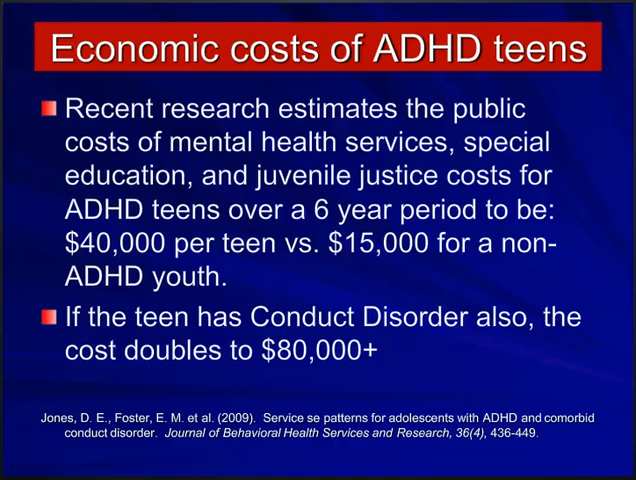 Economic costs of ADHD teens
Recent research estimates the public
costs of mental health services, special
education, and juvenile justice costs for
ADHD teens over a 6 year period to be:
$40,000 per teen vs. $15,000 for a non-
ADHD youth.
If the teen has Conduct Disorder also, the
cost doubles to $80,000+
Jones, D. E., Foster, E. M. et al. (2009).  Service se patterns for adolescents with ADHD and comorbid
conduct disorder.  Journal of Behavioral Health Services and Research, 36(4), 436-449.